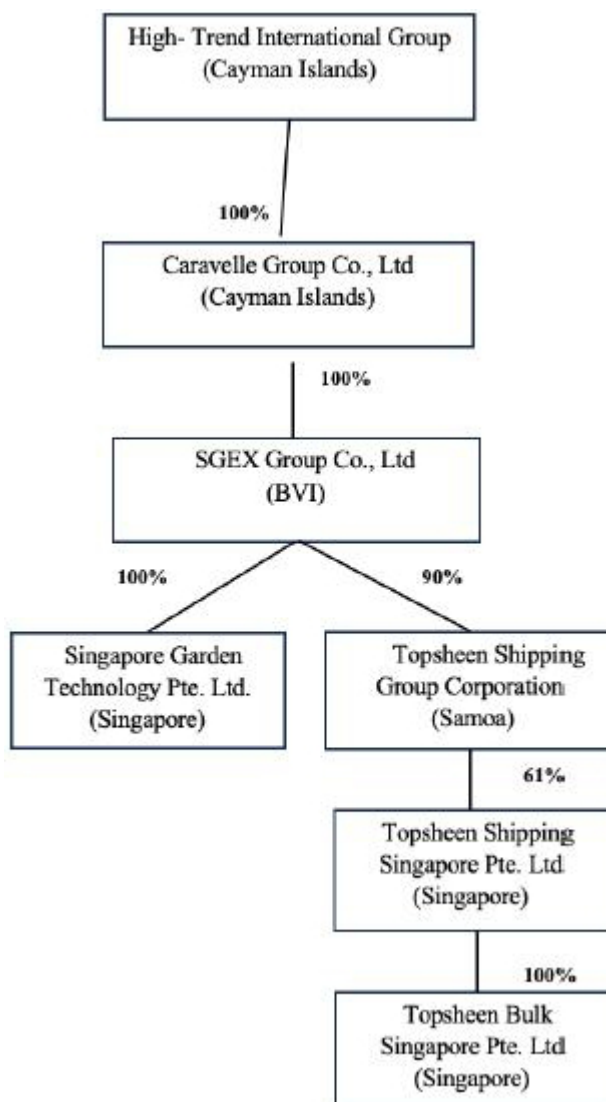 High- Trend International Group
(Cayman Islands)
100%
Caravelle Group Co., Ltd
(Cayman Islands)
100%
SGEX Group Co., Ltd
(BVI)
100%
90%
Singapore Garden
Technology Pte. Ltd.
(Singapore)
Topsheen Shipping
Group Corporation
(Samoa)
61%
Topsheen Shipping
Singapore Pte. Ltd
(Singapore)
100%
Topsheen Bulk
Singapore Pte. Ltd
(Singapore)